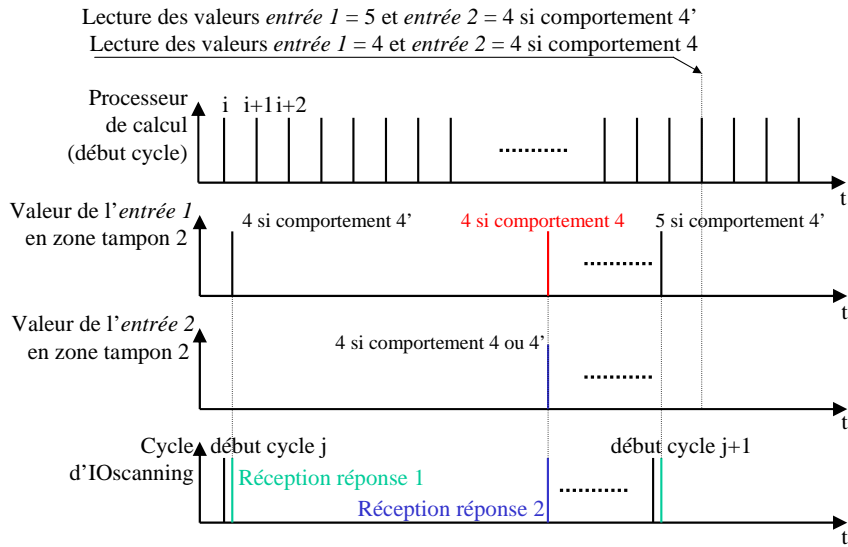 Lecture des valeurs entrée 1 = 5 et entrée 2 = 4 si comportement 4’
Lecture des valeurs entrée 1 = 4 et entrée 2 = 4 si comportement 4
Processeur
de calcul
(début cycle)
i i+1 i+2
t
Valeur de l’entrée 1
en zone tampon 2
4 si comportement 4’
4 si comportement 4
5 si comportement 4’
t
Valeur de l’entrée 2
en zone tampon 2
4 si comportement 4 ou 4’
t
Cycle
d’IOscanning
début cycle j
début cycle j+1
Réception réponse 1
Réception réponse 2
t